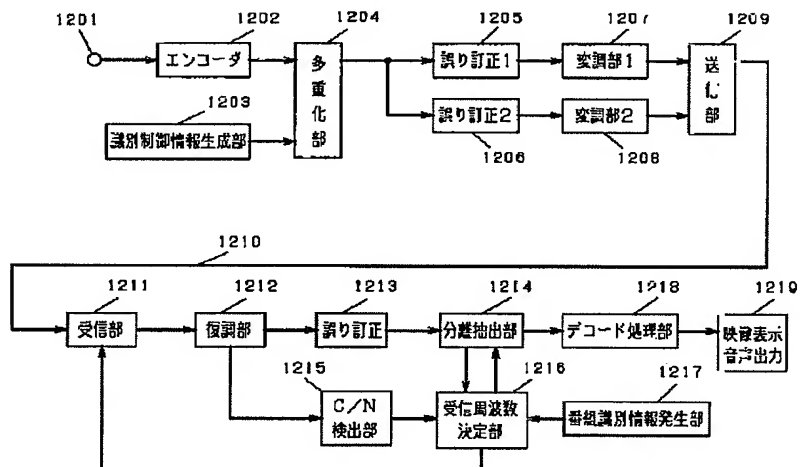 1201
1202
エンコーダ
1203
識別制御情報生成部
1204
多重化部
1205
誤り訂正1
1207
変調部1
1209
送信部
誤り訂正2
1206
変調部2
1208
1210
1211
受信部
1212
復調部
1213
誤り訂正
1214
分離抽出部
1218
デコード処理部
1219
映像表示
音声出力
1215
C/N
検出部
1216
受信周波数
決定部
1217
番組識別情報発生部